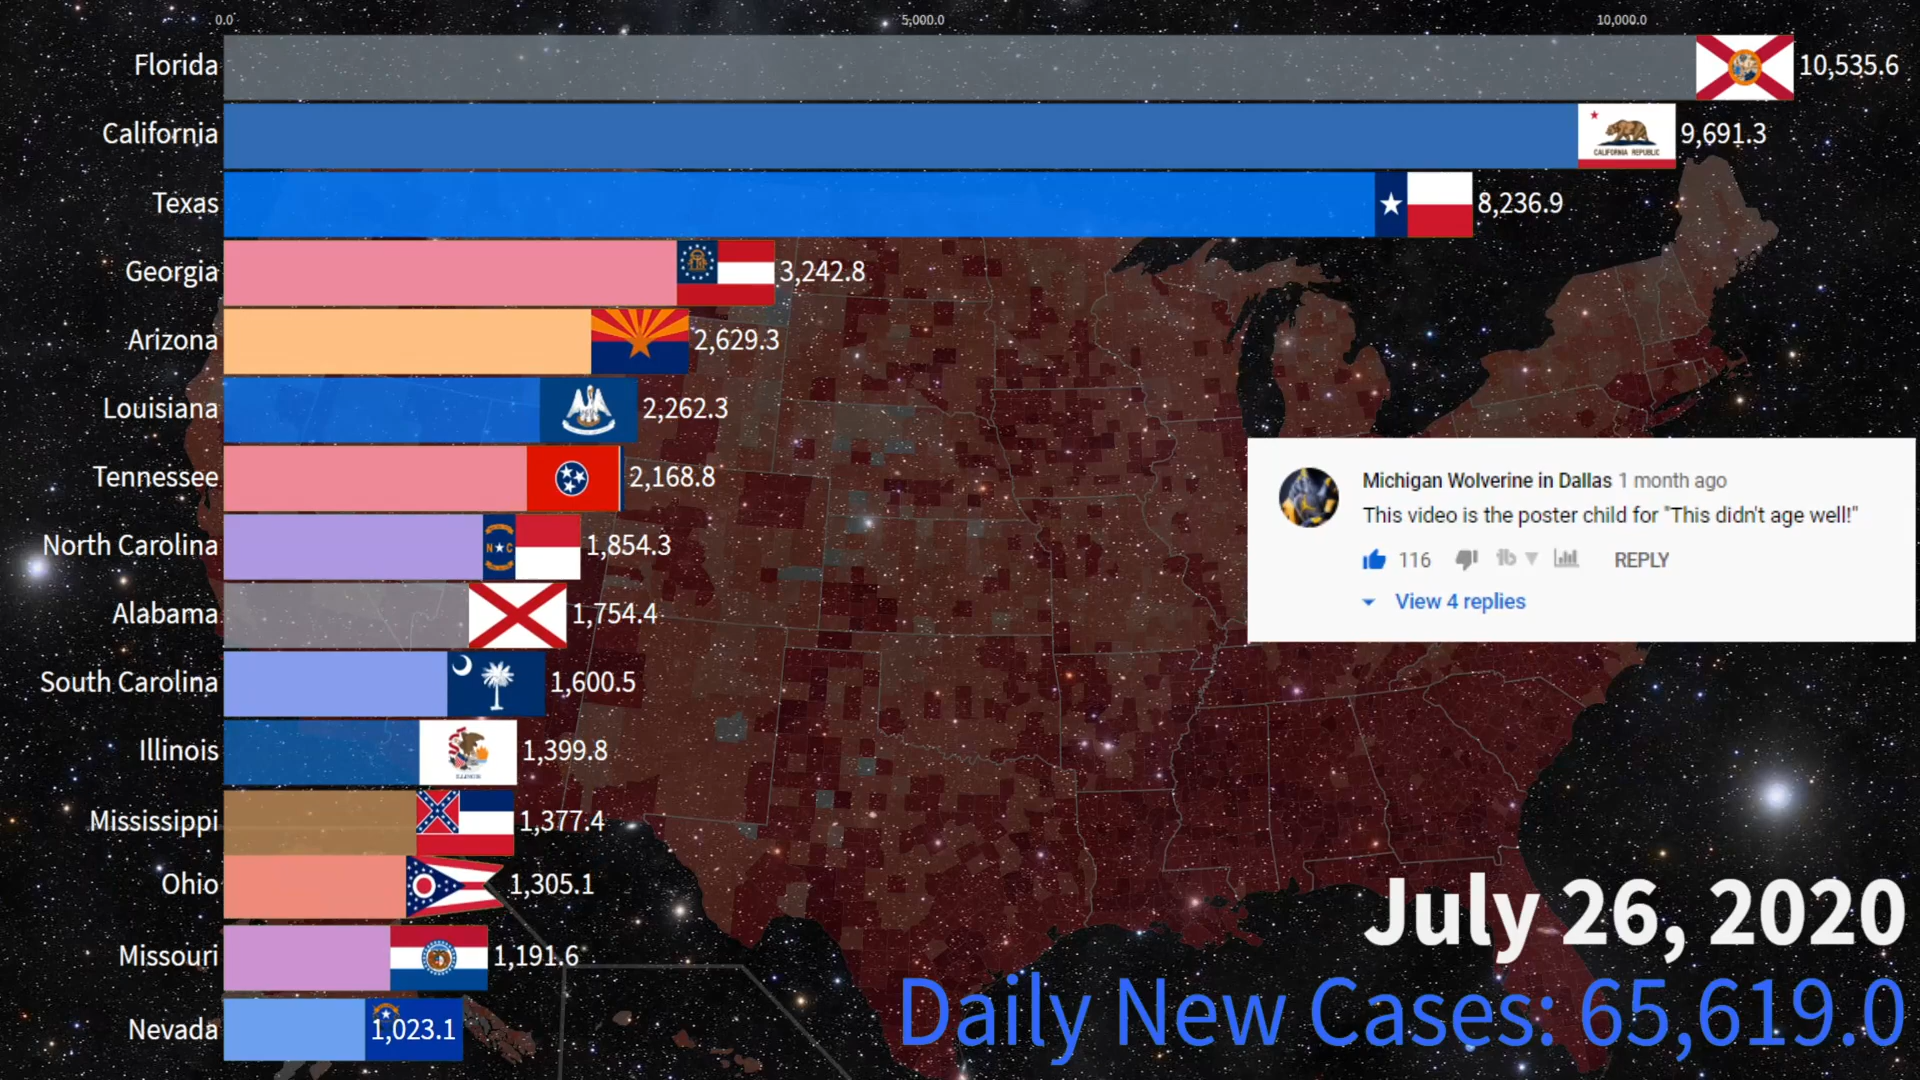 0.0 5,000.0 10,000.0
Florida 10,535.6
California CALIFORNIA REPUBLIC 9,691.3
Texas 8,236.9
Georgia 3,242.8
Arizona 2,629.3
Louisiana 2,262.3
Tennessee 2,168.8
North Carolina N C 1,854.3
Alabama 1,754.4
South Carolina 1,600.5
Illinois ILLINOIS 1,399.8
Mississippi 1,377.4
Ohio 1,305.1
Missouri 1,191.6
Nevada 1,023.1
Michigan Wolverine in Dallas 1 month ago
This video is the poster child for "This didn't age well!"
116 tb REPLY
View 4 replies
July 26, 2020
Daily New Cases: 65,619.0